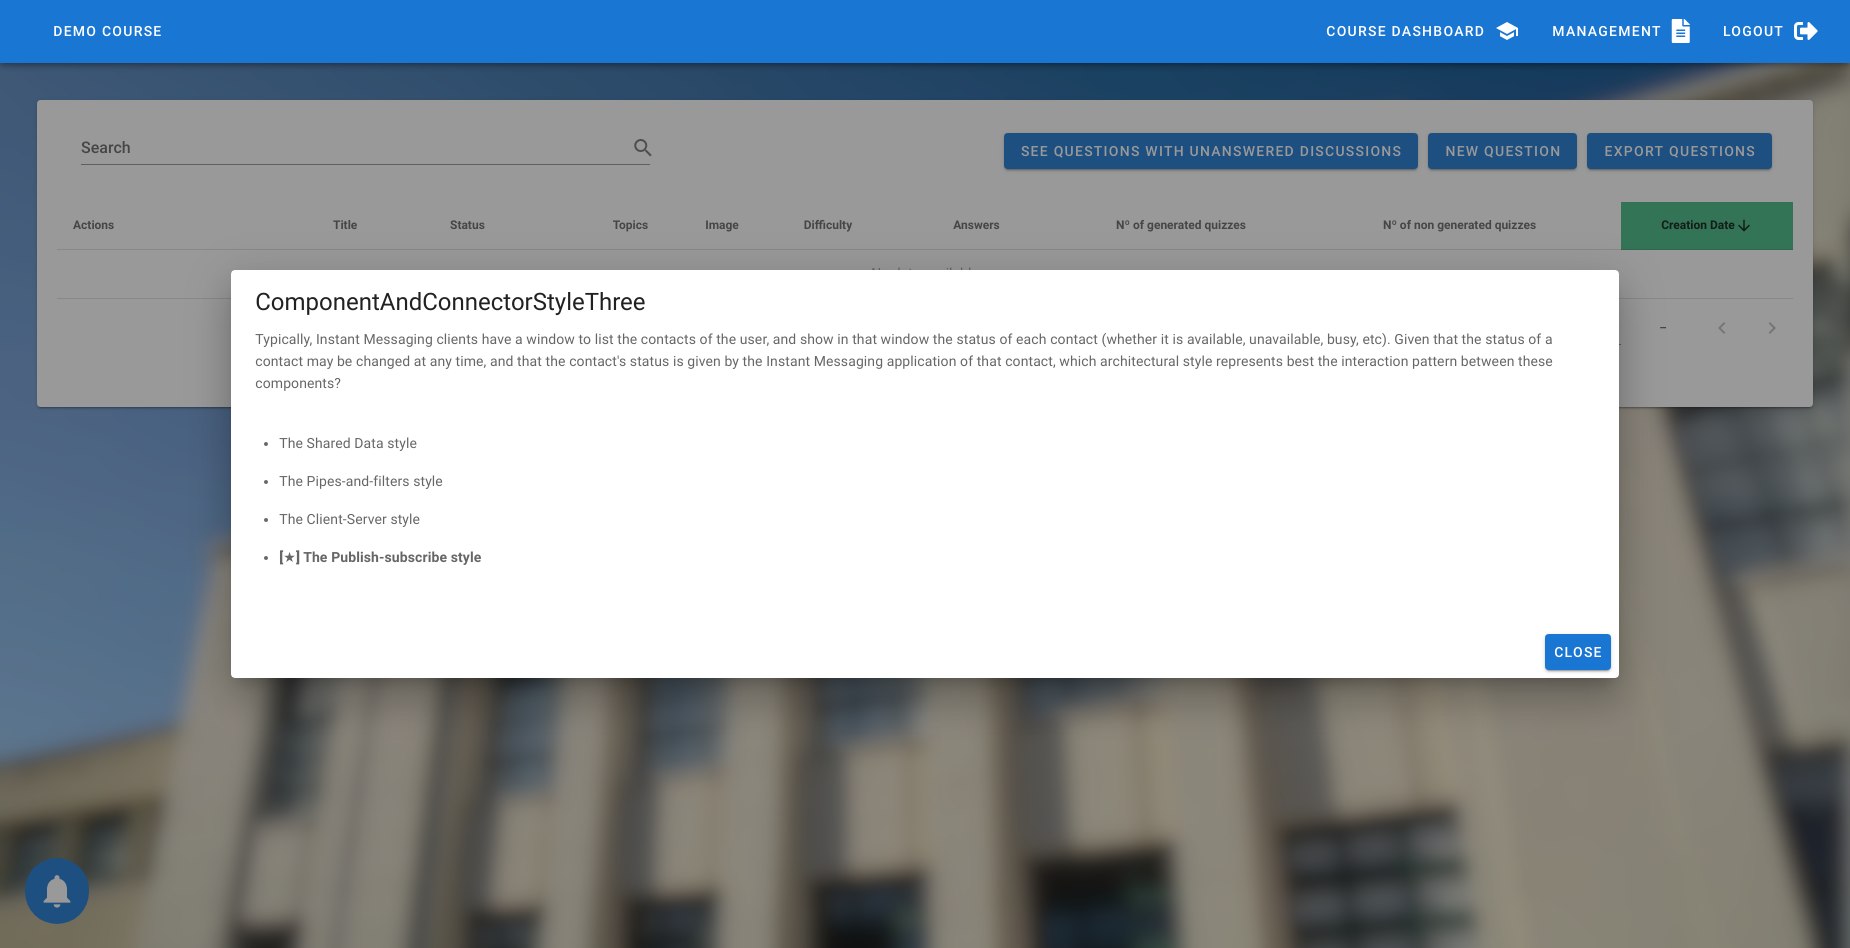 DEMO COURSE
COURSE DASHBOARD
MANAGEMENT
LOGOUT
Search
SEE QUESTIONS WITH UNANSWERED DISCUSSIONS
NEW QUESTION
EXPORT QUESTIONS
Actions Title Status Topics Image Difficulty Answers Nº of generated quizzes Nº of non generated quizzes Creation Date
–
ComponentAndConnectorStyleThree
Typically, Instant Messaging clients have a window to list the contacts of the user, and show in that window the status of each contact (whether it is available, unavailable, busy, etc). Given that the status of a
contact may be changed at any time, and that the contact's status is given by the Instant Messaging application of that contact, which architectural style represents best the interaction pattern between these
components?
• The Shared Data style
• The Pipes-and-filters style
• The Client-Server style
• [★] The Publish-subscribe style
CLOSE